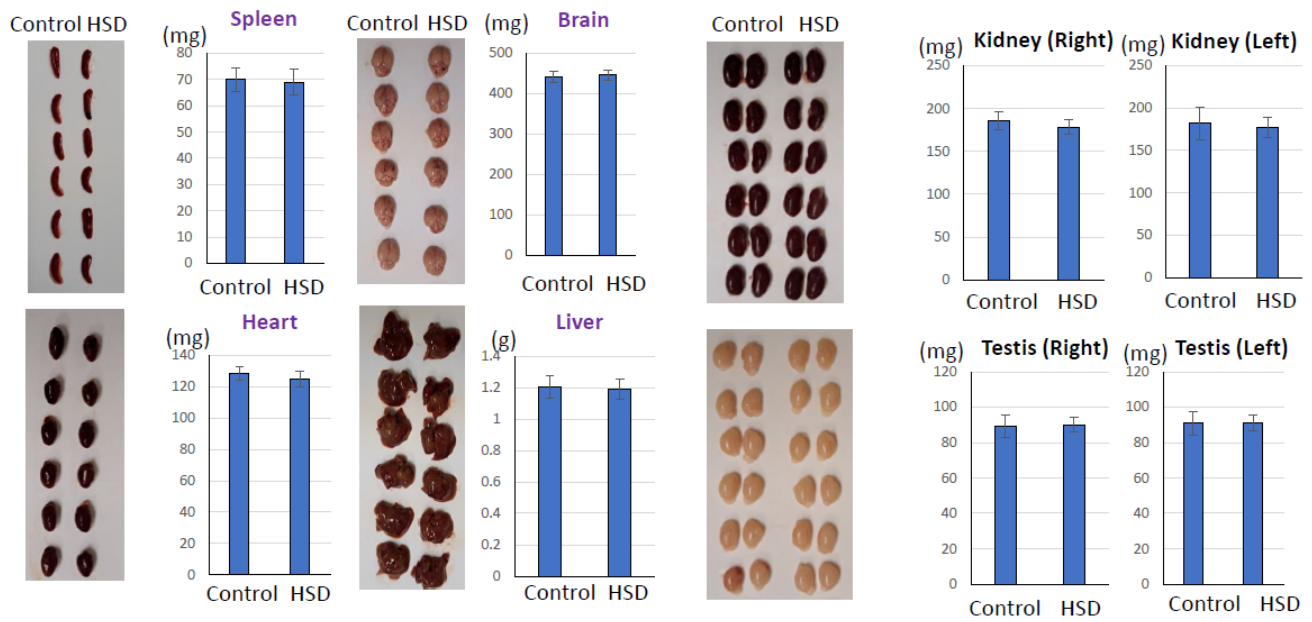 Control HSD
Spleen
(mg)
80
70
60
50
40
30
20
10
0
Control HSD
Control HSD
Brain
(mg)
500
400
300
200
100
0
Control HSD
Control HSD
Kidney (Right)
(mg)
250
200
150
100
50
0
Control HSD
Kidney (Left)
(mg)
250
200
150
100
50
0
Control HSD
Heart
(mg)
140
120
100
80
60
40
20
0
Control HSD
Liver
(g)
1.4
1.2
1
0.8
0.6
0.4
0.2
0
Control HSD
Control HSD
Testis (Right)
(mg)
120
100
80
60
40
20
0
Control HSD
Testis (Left)
(mg)
120
100
80
60
40
20
0
Control HSD